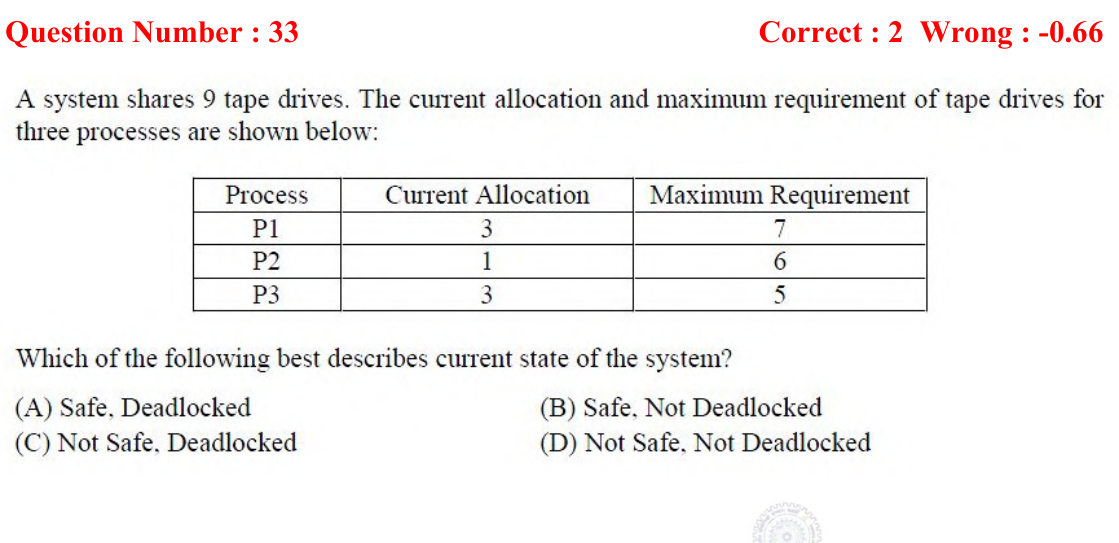 Question Number : 33 Correct : 2 Wrong : -0.66
A system shares 9 tape drives. The current allocation and maximum requirement of tape drives for
three processes are shown below:
Process Current Allocation Maximum Requirement
P1 3 7
P2 1 6
P3 3 5
Which of the following best describes current state of the system?
(A) Safe, Deadlocked (B) Safe, Not Deadlocked
(C) Not Safe, Deadlocked (D) Not Safe, Not Deadlocked